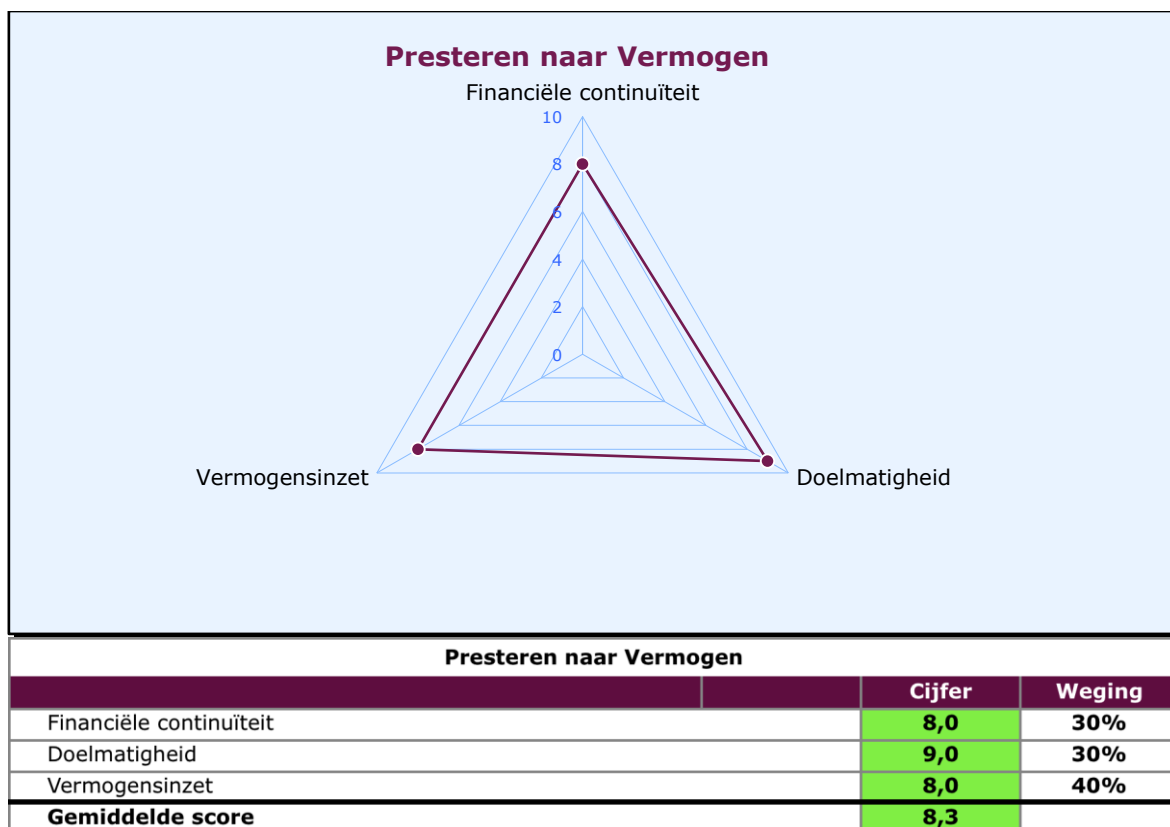 Presteren naar Vermogen
Financiële continuïteit
10
8
6
4
2
0
Vermogensinzet
Doelmatigheid
Presteren naar Vermogen
Cijfer Weging
Financiële continuïteit 8,0 30%
Doelmatigheid 9,0 30%
Vermogensinzet 8,0 40%
Gemiddelde score 8,3